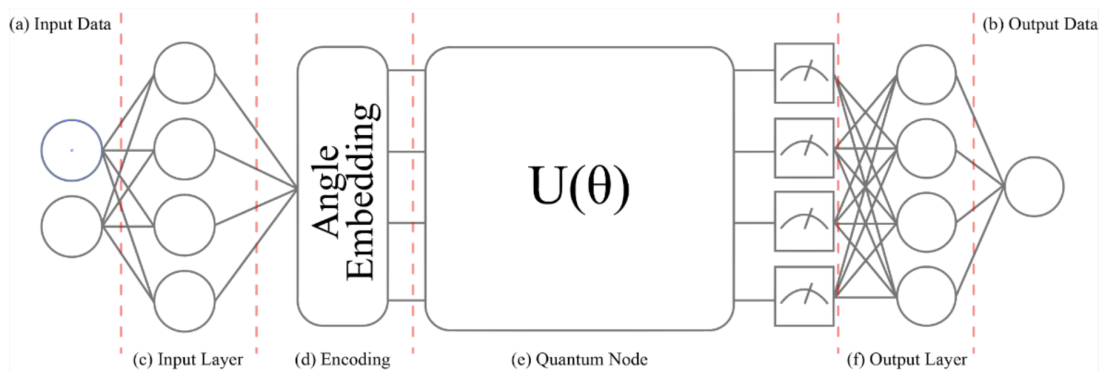 (a) Input Data
(b) Output Data
Angle
Embedding
U(θ)
(c) Input Layer
(d) Encoding
(e) Quantum Node
(f) Output Layer